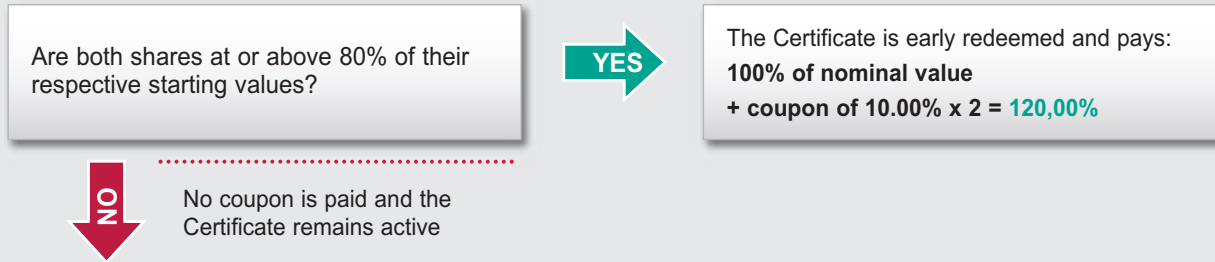 Are both shares at or above 80% of their
respective starting values?
YES
The Certificate is early redeemed and pays:
100% of nominal value
+ coupon of 10.00% x 2 = 120,00%
NO
No coupon is paid and the
Certificate remains active